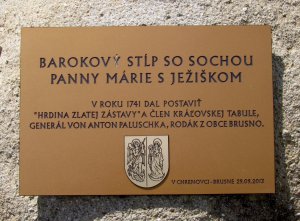 BAROKOVÝ STĹP SO SOCHOU
PANNY MÁRIE S JEŽIŠKOM
V ROKU 1741 DAL POSTAVIŤ
"HRDINA ZLATEJ ZÁSTAVY" A ČLEN KRÁĽOVSKEJ TABULE,
GENERÁL VON ANTON PALUSCHKA, RODÁK Z OBCE BRUSNO.
V CHRENOVCI - BRUSNE 29.09.2012